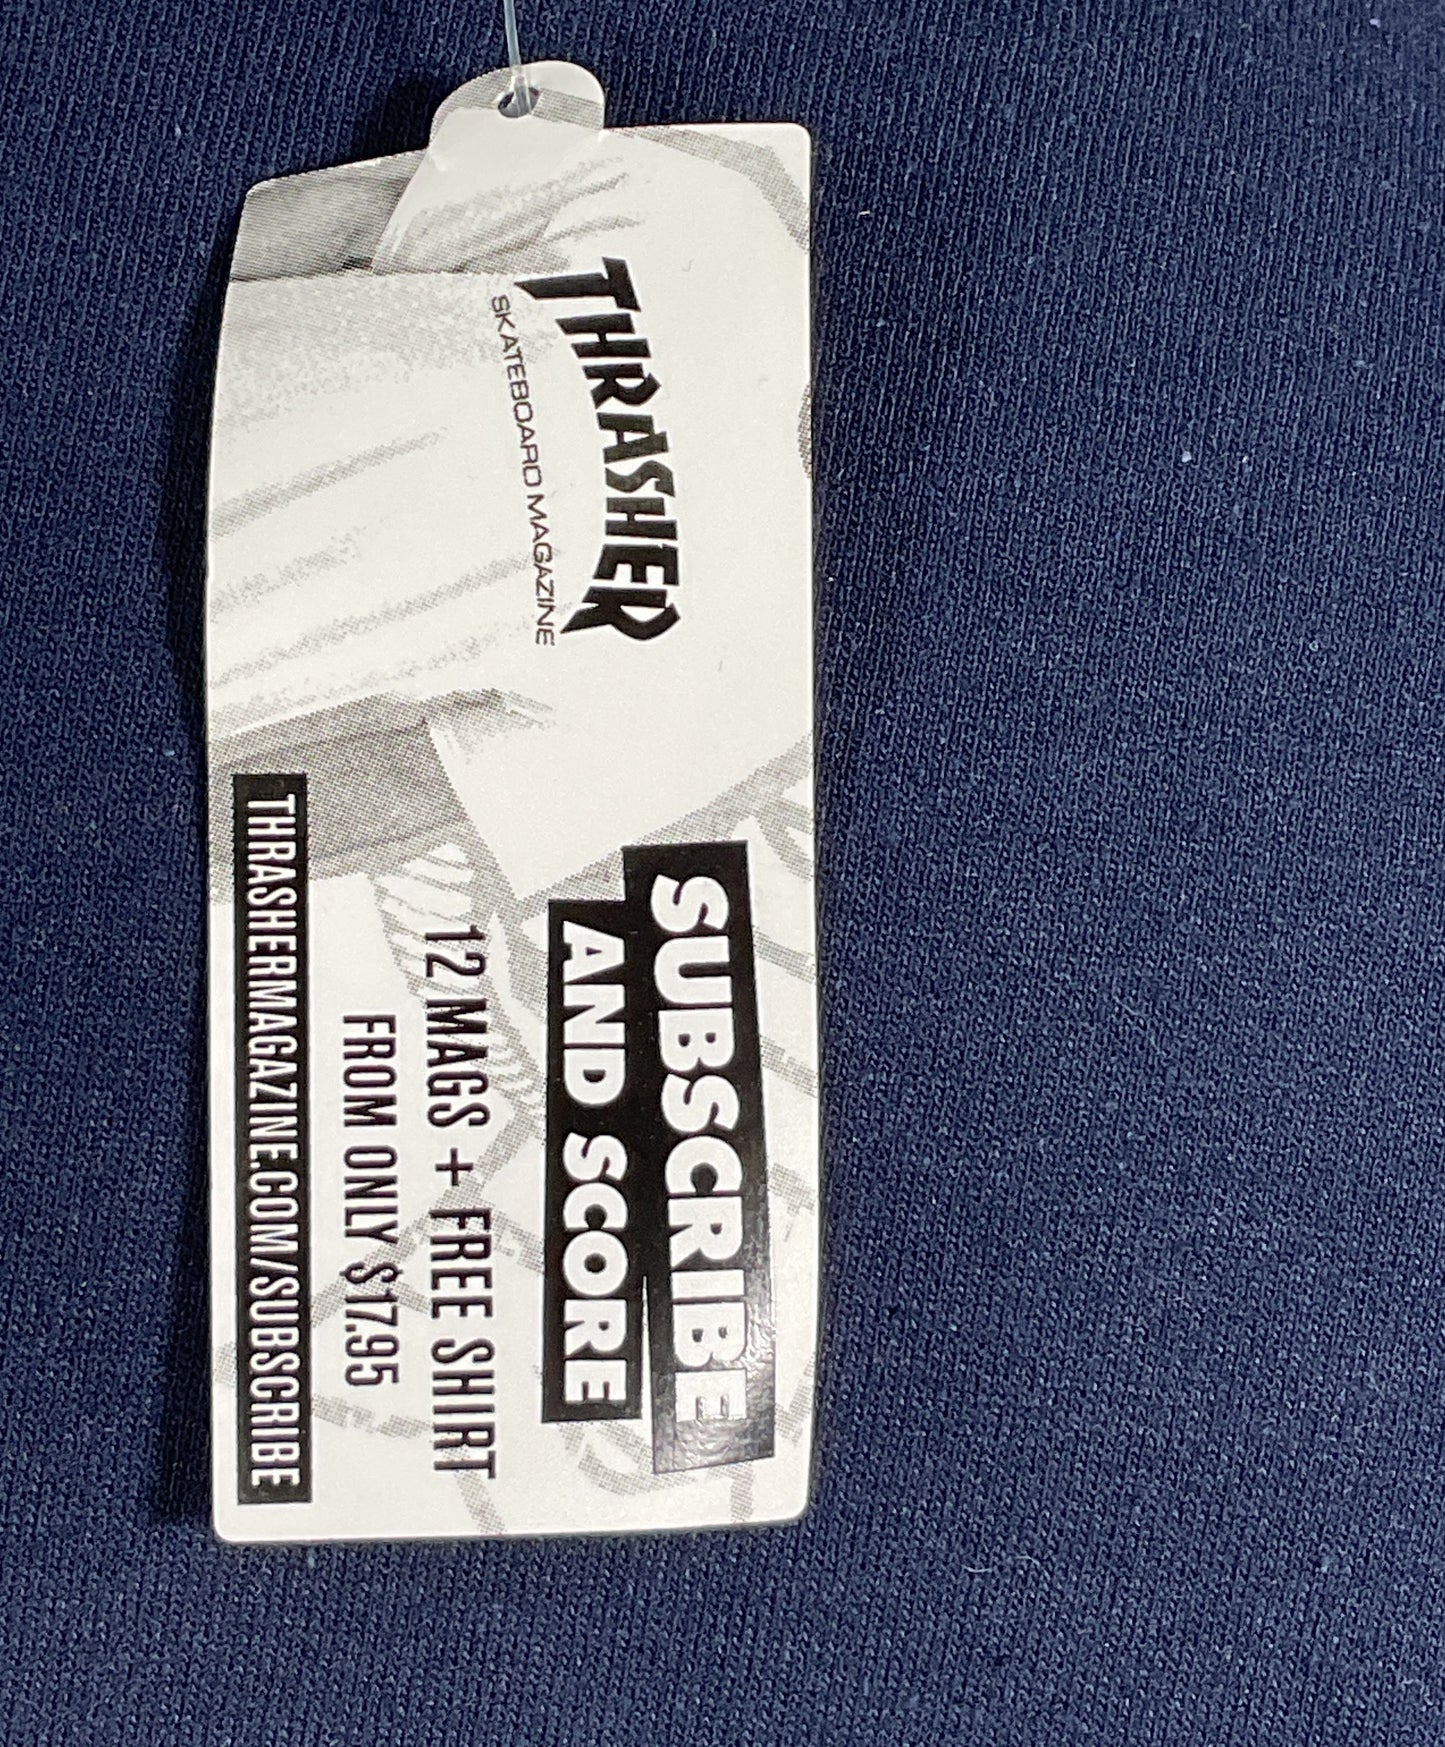 THRASHER
SKATEBOARD MAGAZINE
SUBSCRIBE
AND SCORE
12 MAGS + FREE SHIRT
FROM ONLY $17.95
THRASHERMAGAZINE.COM/SUBSCRIBE